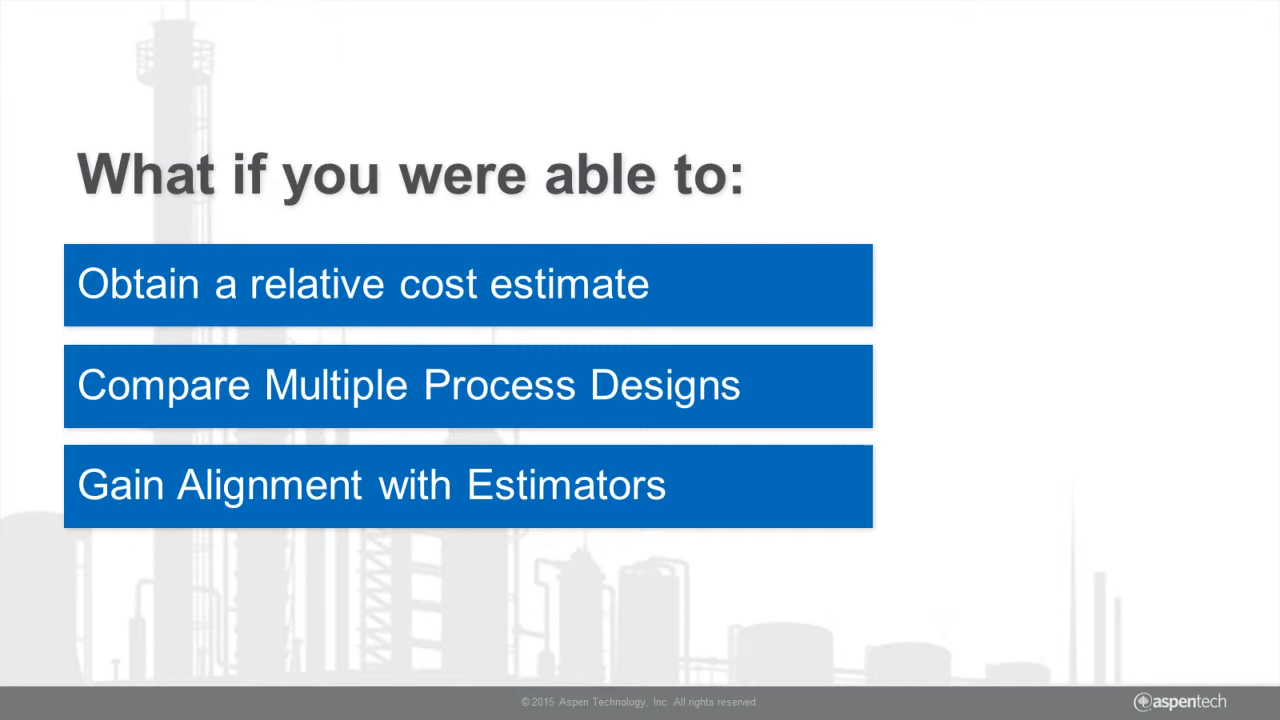 What if you were able to:
Obtain a relative cost estimate
Compare Multiple Process Designs
Gain Alignment with Estimators
© 2015 Aspen Technology, Inc. All rights reserved
aspentech